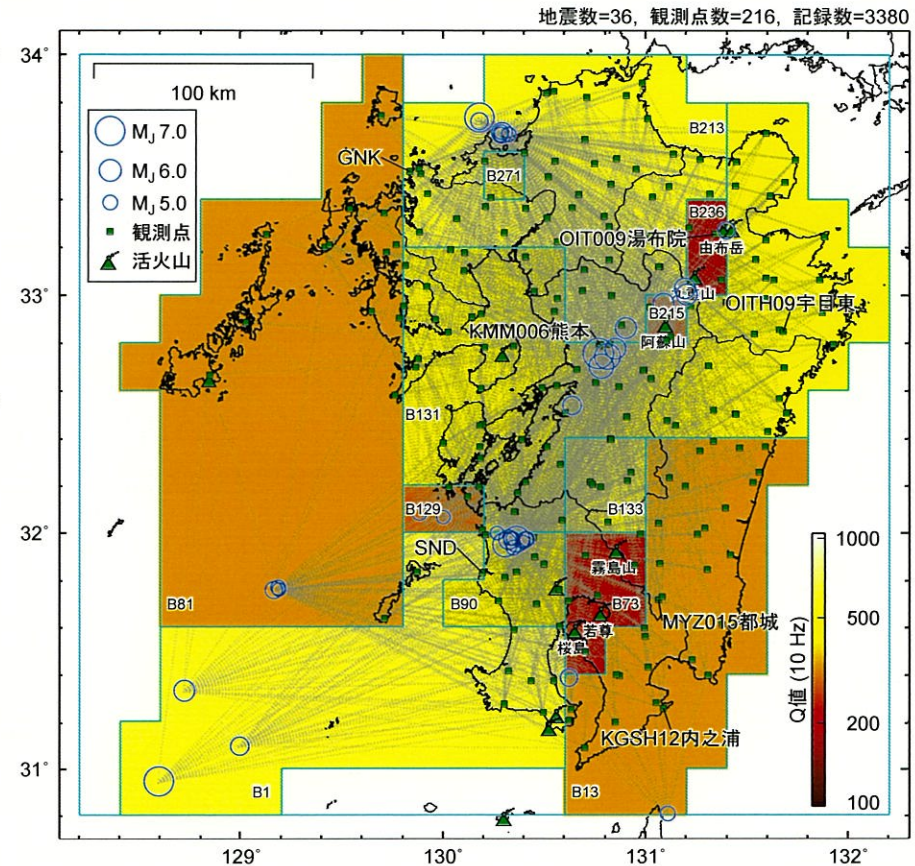 地震数=36, 観測点数=216, 記録数=3380
34°
100 km
MJ 7.0
MJ 6.0
MJ 5.0
観測点
活火山
GNK
B213
B271
B236
OIT009湯布院
由布岳
33°
OITH09宇目東
B215
KMM006熊本
阿蘇山
B131
B129
B133
32°
SND
霧島山
B81
B90
B73
MYZ015都城
若尊
桜島
KGSH12内之浦
31°
B1
B13
1000
500
200
100
Q値 (10 Hz)
129°
130°
131°
132°